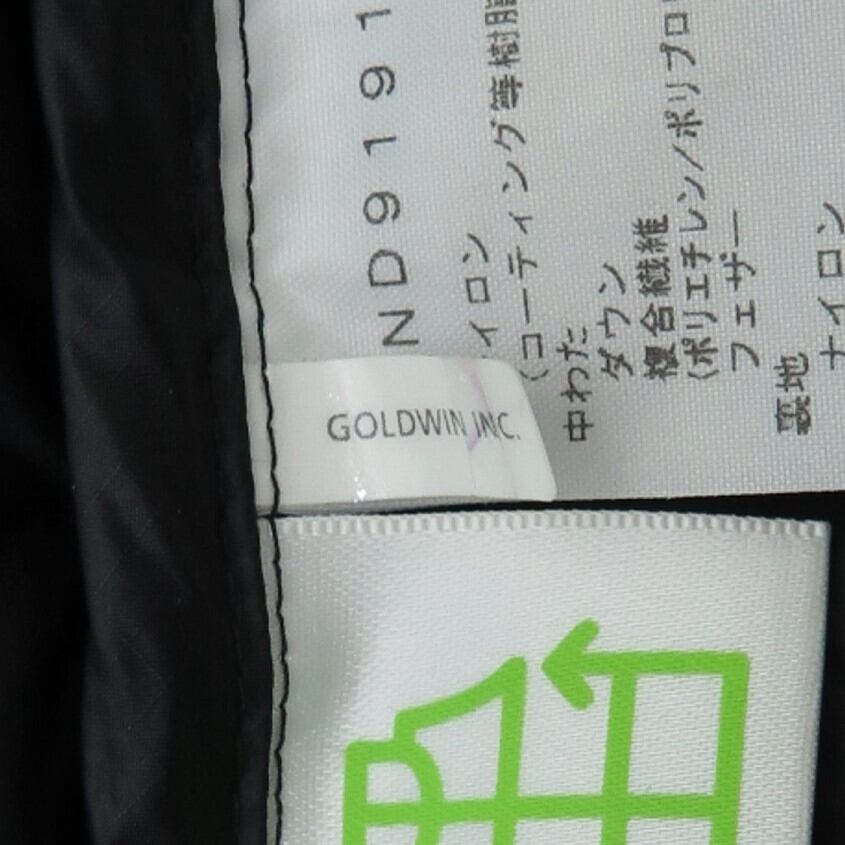 ND9191
ナイロン
(コーティング等樹脂
中わた
ダウン
複合繊維
(ポリエチレン/ポリプロ
フェザー
裏地
ナイロン
GOLDWIN INC.